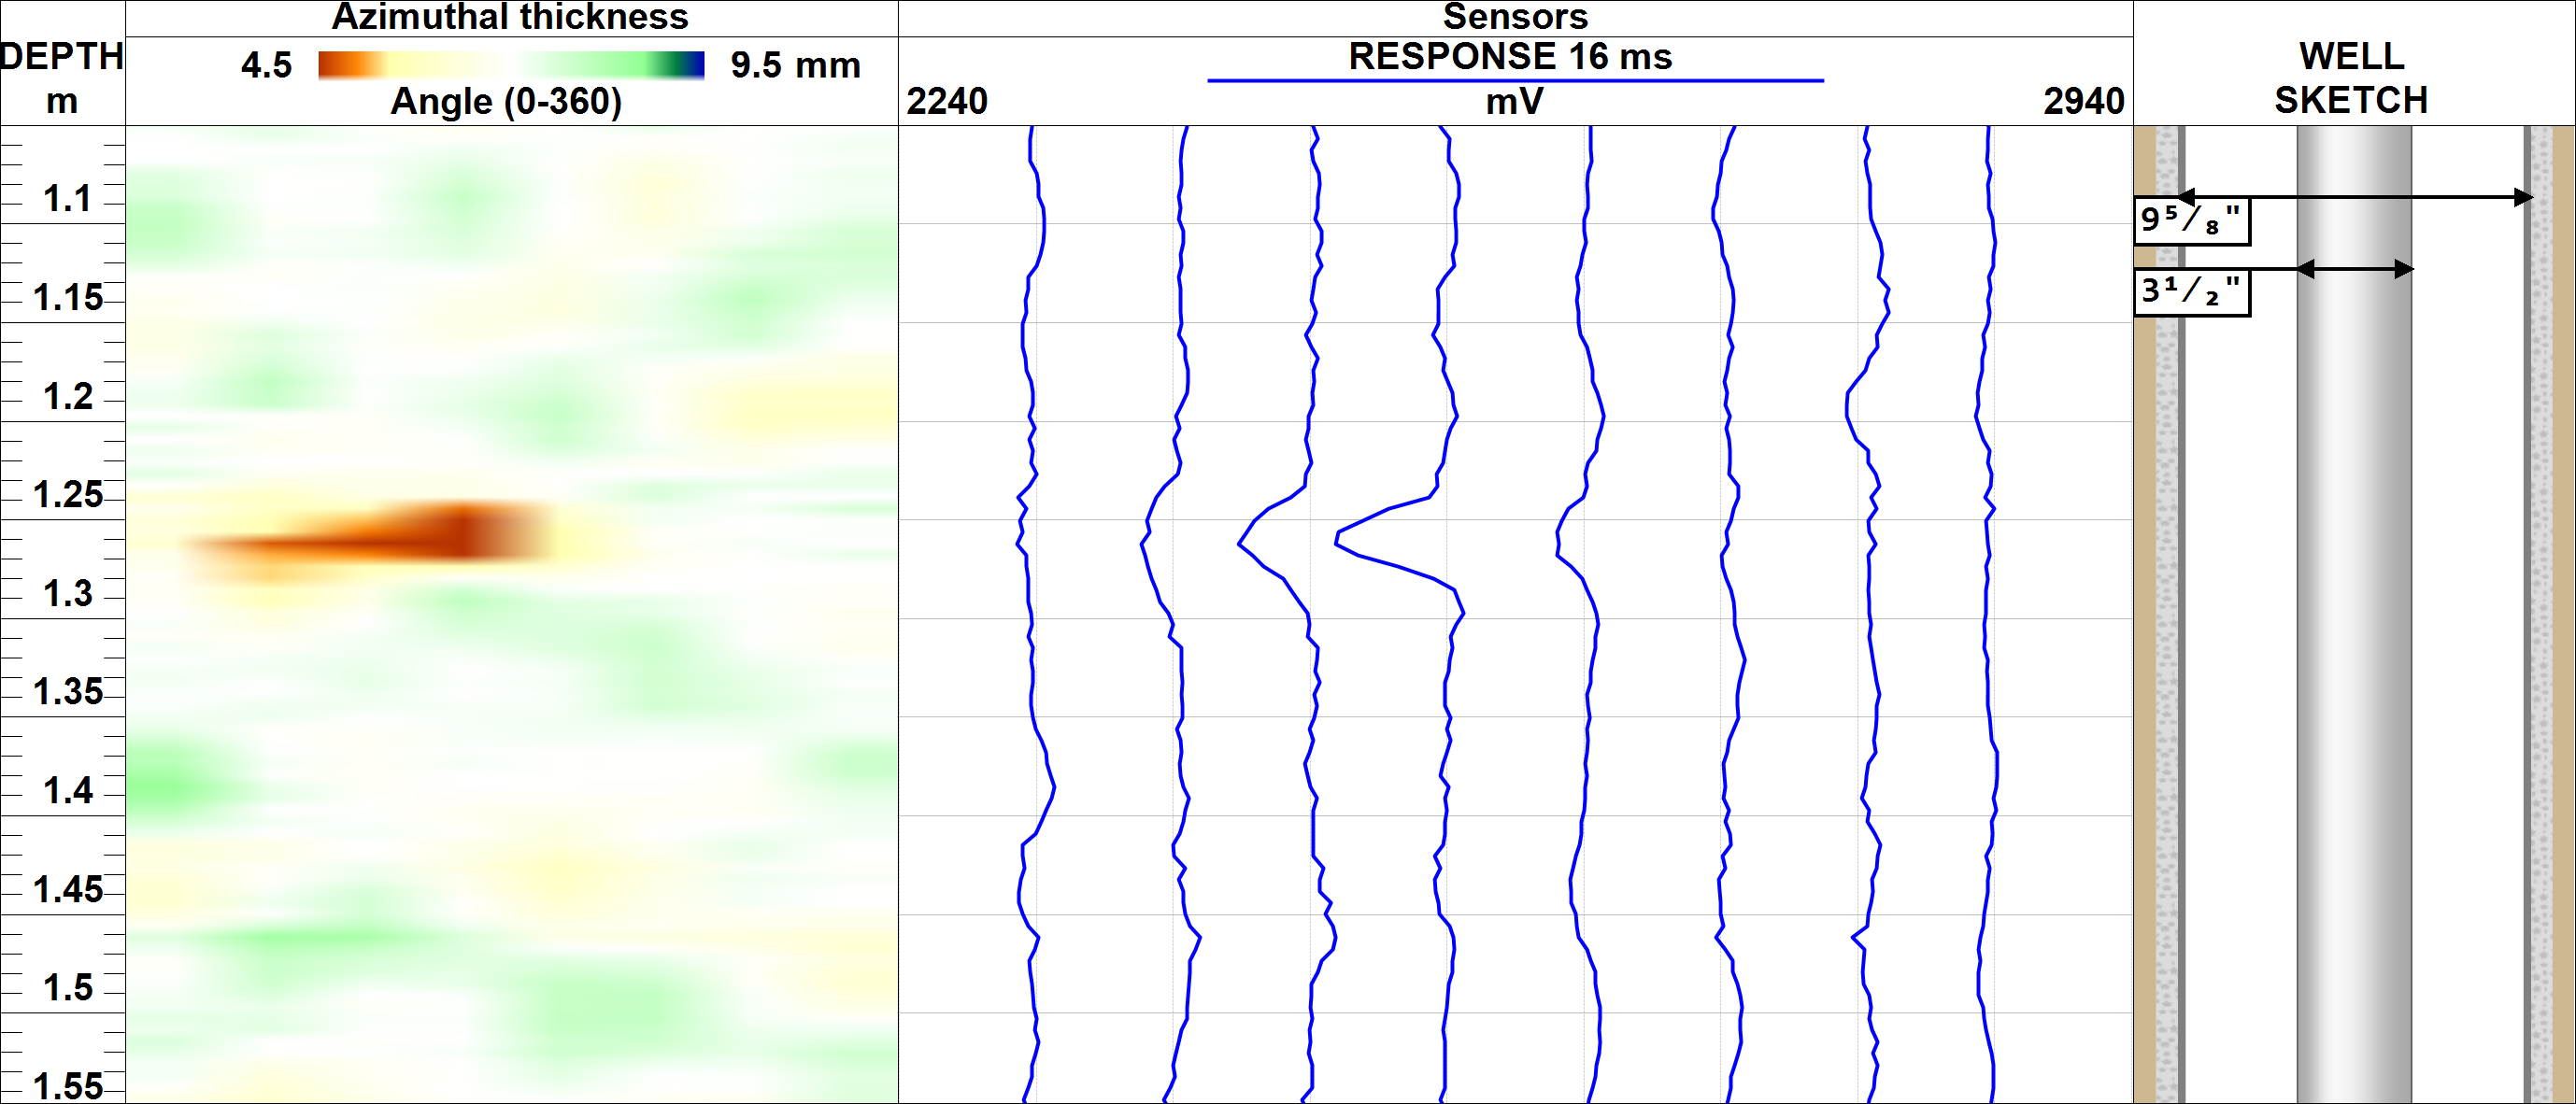 Azimuthal thickness
Sensors
DEPTH
m
4.5
9.5 mm
Angle (0-360)
RESPONSE 16 ms
2240
mV
2940
WELL
SKETCH
1.1
1.15
1.2
1.25
1.3
1.35
1.4
1.45
1.5
1.55
9⁵/₈"
3¹/₂"